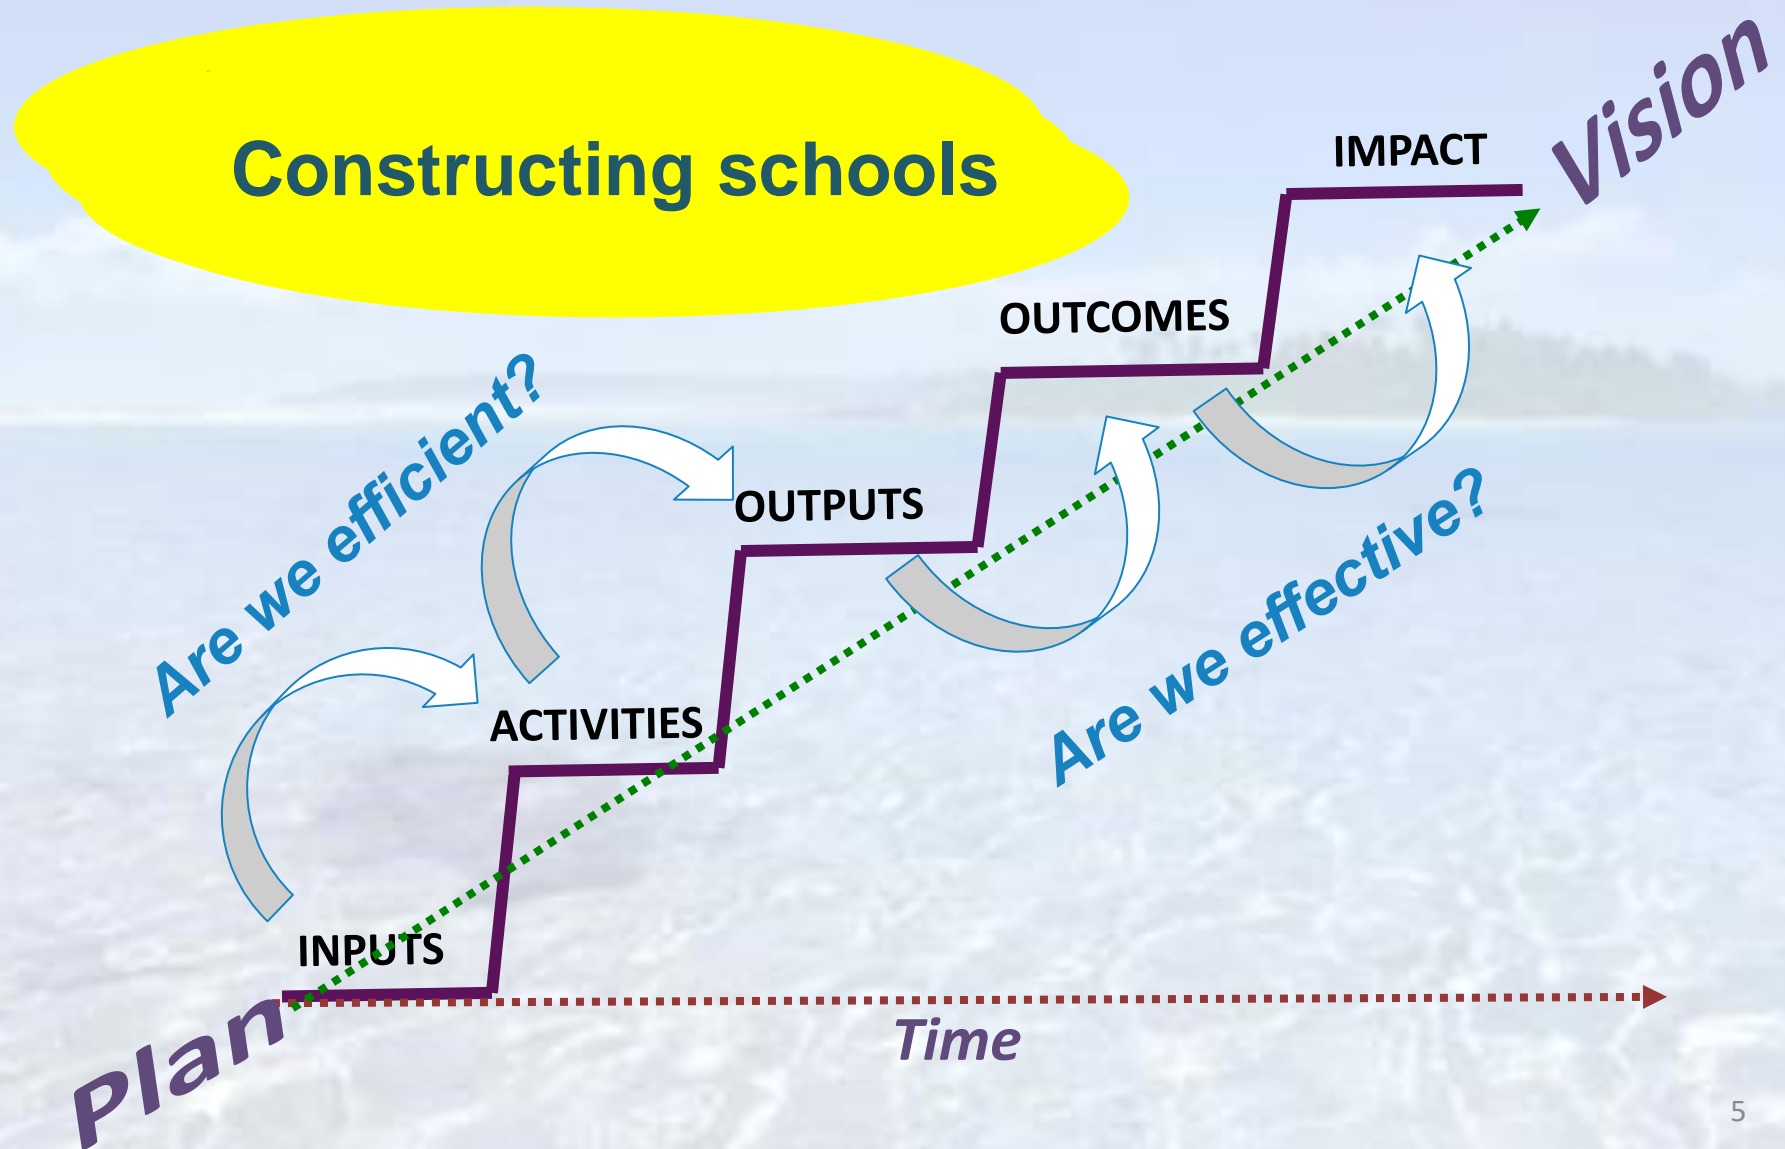 Constructing schools
Vision
IMPACT
OUTCOMES
Are we efficient?
OUTPUTS
Are we effective?
ACTIVITIES
INPUTS
Plan
Time
5